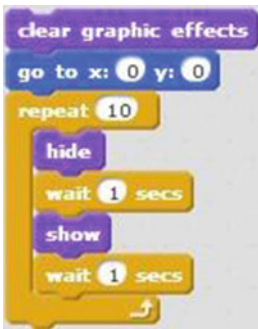 clear graphic effects
go to x: 0 y: 0
repeat 10
hide
wait 1 secs
show
wait 1 secs